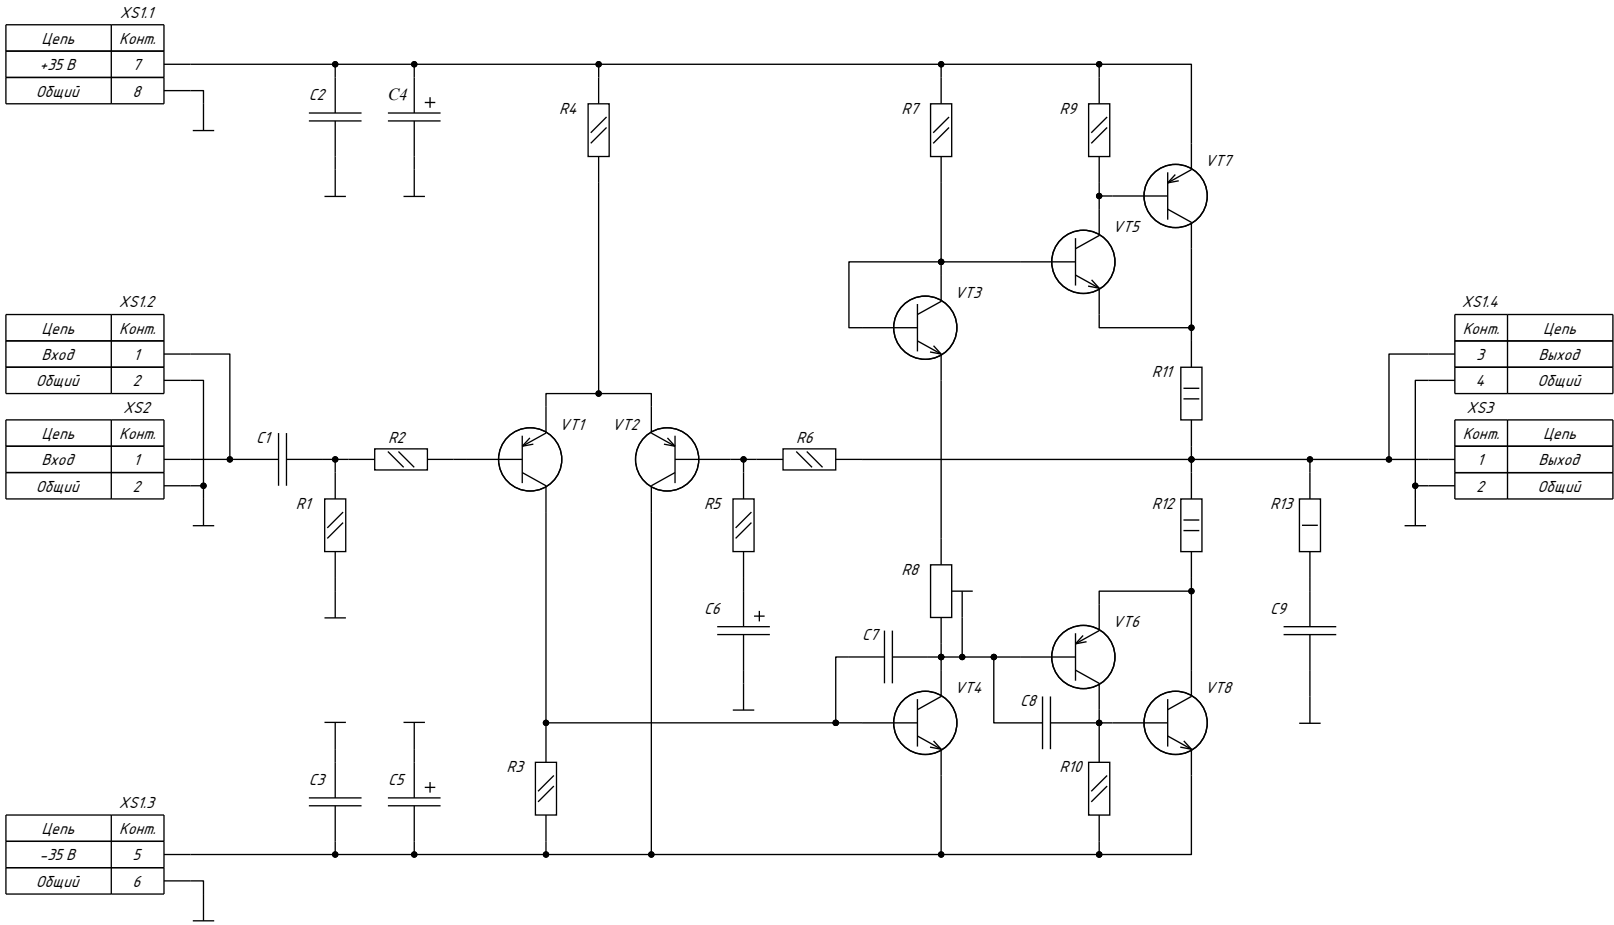 XS1.1
Цепь Конт.
+35 В 7
Общий 8
C2
C4
+
R4
R7
R9
VT7
VT5
VT3
XS1.2
Цепь Конт.
Вход 1
Общий 2
XS1.4
Конт. Цепь
3 Выход
4 Общий
R11
XS2
Цепь Конт.
Вход 1
Общий 2
XS3
Конт. Цепь
1 Выход
2 Общий
C1
R2
VT1
VT2
R6
R1
R5
R12
R13
R8
C6
+
C7
VT6
C9
VT4
C8
VT8
R3
R10
C3
C5
+
XS1.3
Цепь Конт.
-35 В 5
Общий 6